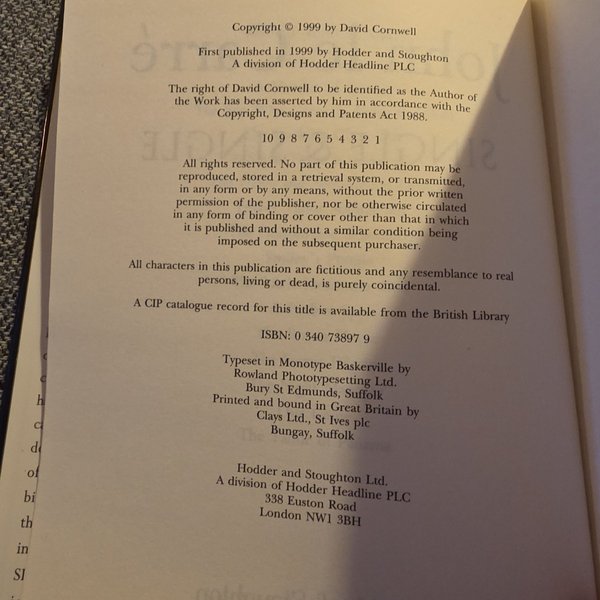 Copyright © 1999 by David Cornwell
First published in 1999 by Hodder and Stoughton
A division of Hodder Headline PLC
The right of David Cornwell to be identified as the Author of
the Work has been asserted by him in accordance with the
Copyright, Designs and Patents Act 1988.
10 9 8 7 6 5 4 3 2 1
All rights reserved. No part of this publication may be
reproduced, stored in a retrieval system, or transmitted,
in any form or by any means, without the prior written
permission of the publisher, nor be otherwise circulated
in any form of binding or cover other than that in which
it is published and without a similar condition being
imposed on the subsequent purchaser.
All characters in this publication are fictitious and any resemblance to real
persons, living or dead, is purely coincidental.
A CIP catalogue record for this title is available from the British Library
ISBN: 0 340 73897 9
Typeset in Monotype Baskerville by
Rowland Phototypesetting Ltd.
Bury St Edmunds, Suffolk
Printed and bound in Great Britain by
Clays Ltd., St Ives plc
Bungay, Suffolk
Hodder and Stoughton Ltd.
A division of Hodder Headline PLC
338 Euston Road
London NW1 3BH